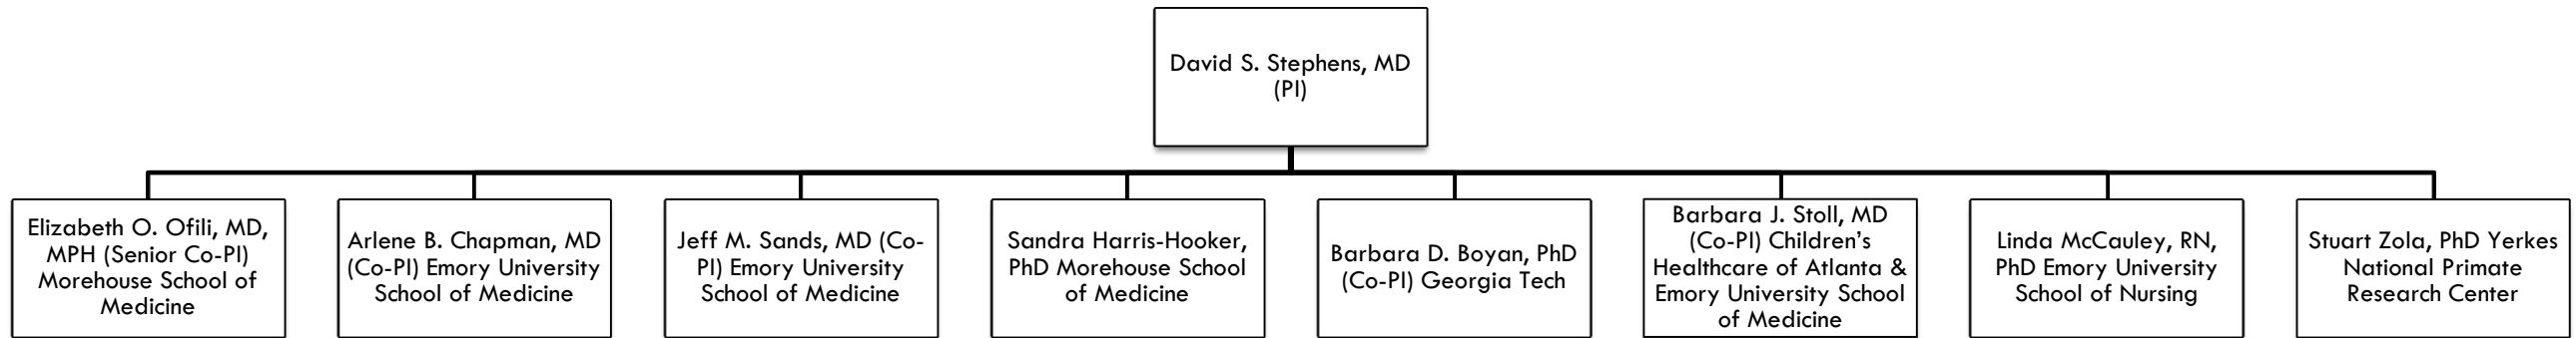 David S. Stephens, MD
(PI)
Elizabeth O. Ofili, MD,
MPH (Senior Co-PI)
Morehouse School of
Medicine
Arlene B. Chapman, MD
(Co-PI) Emory University
School of Medicine
Jeff M. Sands, MD (Co-
PI) Emory University
School of Medicine
Sandra Harris-Hooker,
PhD Morehouse School
of Medicine
Barbara D. Boyan, PhD
(Co-PI) Georgia Tech
Barbara J. Stoll, MD
(Co-PI) Children’s
Healthcare of Atlanta &
Emory University School
of Medicine
Linda McCauley, RN,
PhD Emory University
School of Nursing
Stuart Zola, PhD Yerkes
National Primate
Research Center